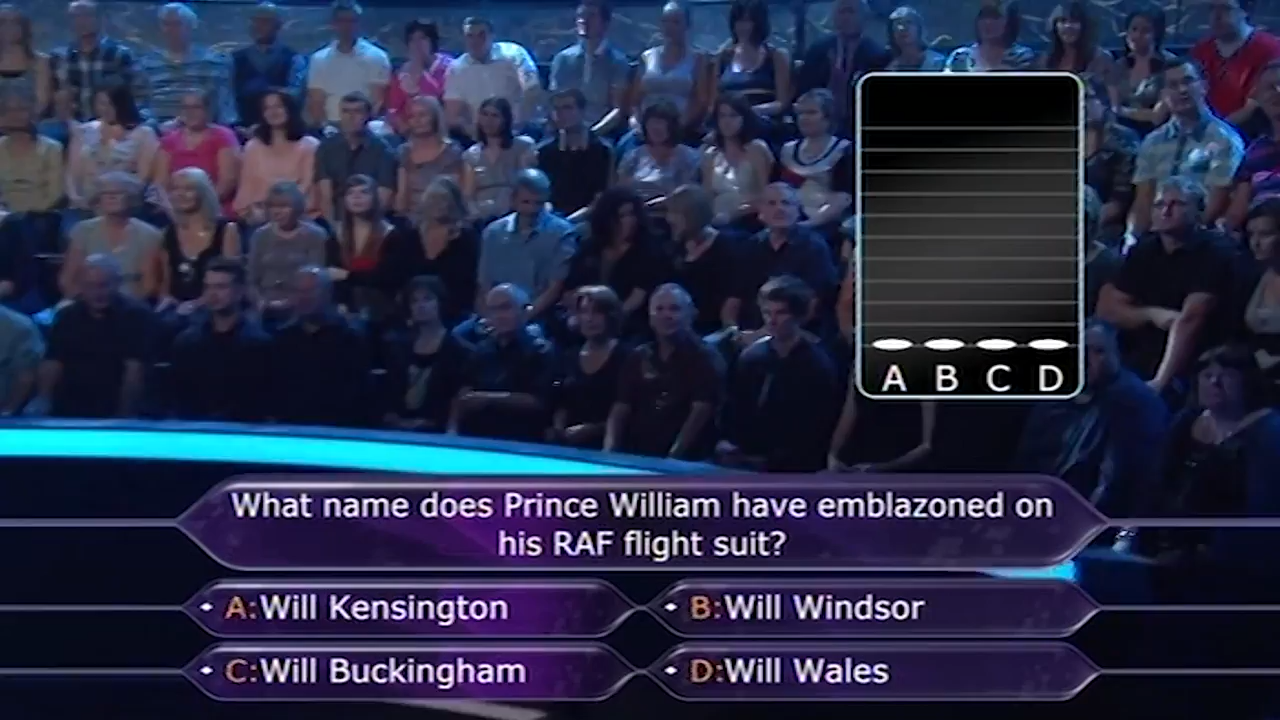 A B C D
What name does Prince William have emblazoned on
his RAF flight suit?
A:Will Kensington
B:Will Windsor
C:Will Buckingham
D:Will Wales